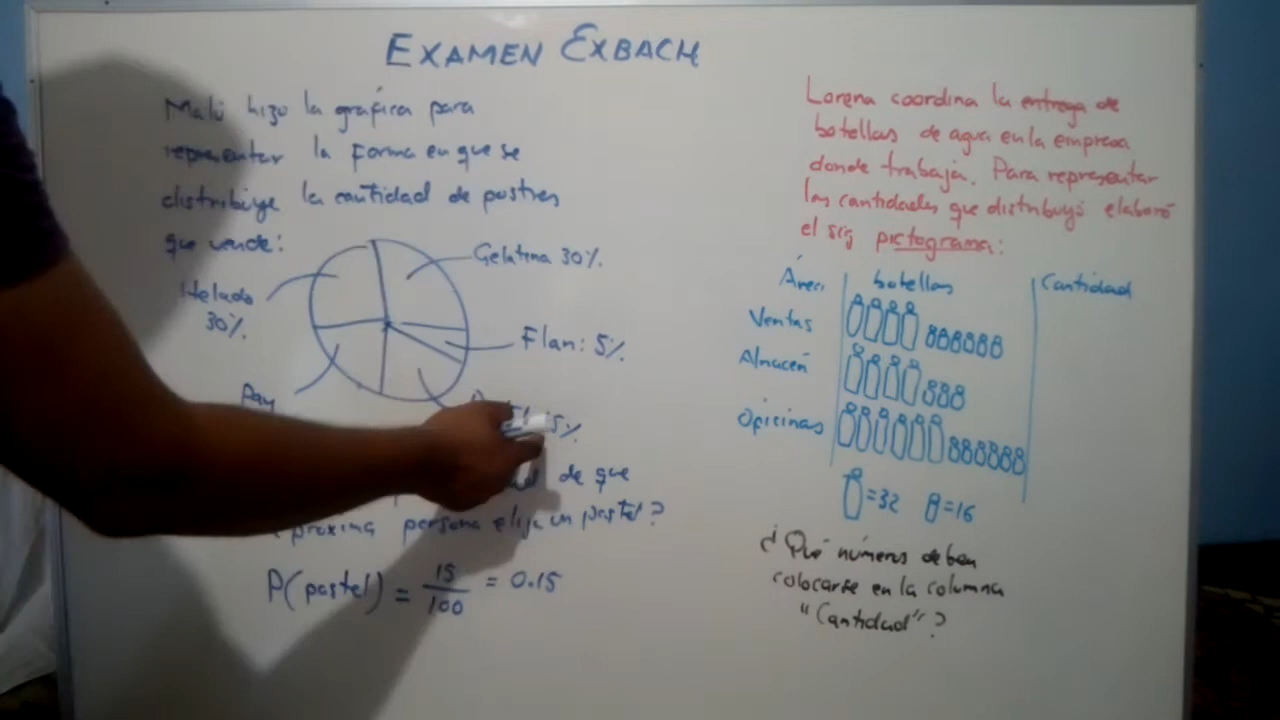 EXAMEN EXBACH
Malú hizo la gráfica para
representar la forma en que se
distribuye la cantidad de postres
que vende:
Gelatina 30%.
Helado
30%.
Flan: 5%
Pay
5%
de que
próxima persona elija un pastel?
P(pastel) = 15/100 = 0.15
Lorena coordina la entrega de
botellas de agua en la empresa
donde trabaja. Para representar
las cantidades que distribuyó elaboró
el sig pictograma:
Área botellas Cantidad
Ventas
Almacén
Oficinas
=32 =16
¿Qué números deben
colocarse en la columna
"Cantidad"?